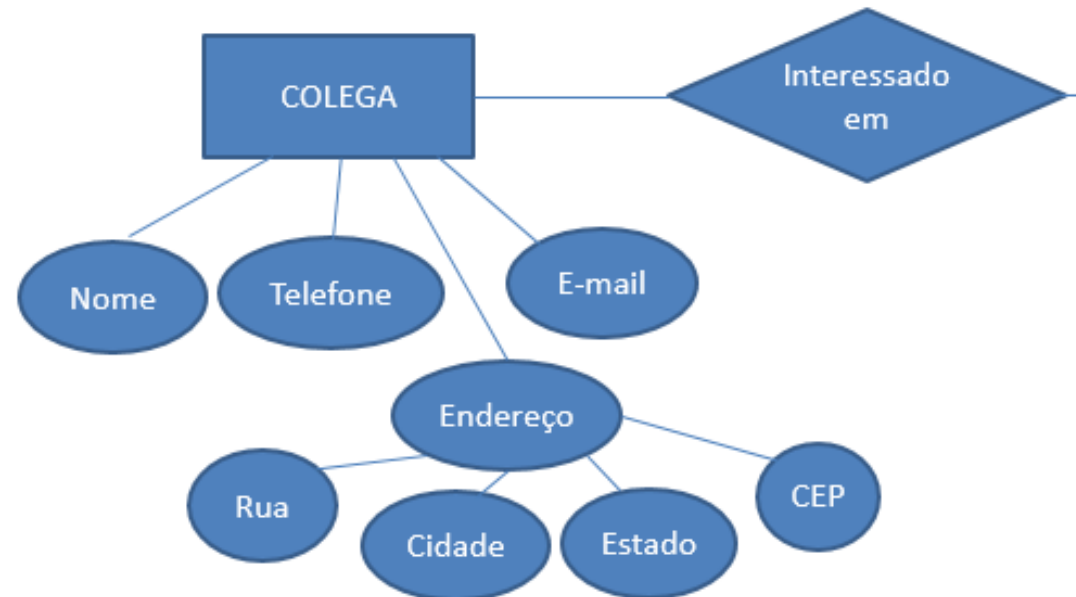 COLEGA
Interessado
em
Nome
Telefone
E-mail
Endereço
Rua
Cidade
Estado
CEP